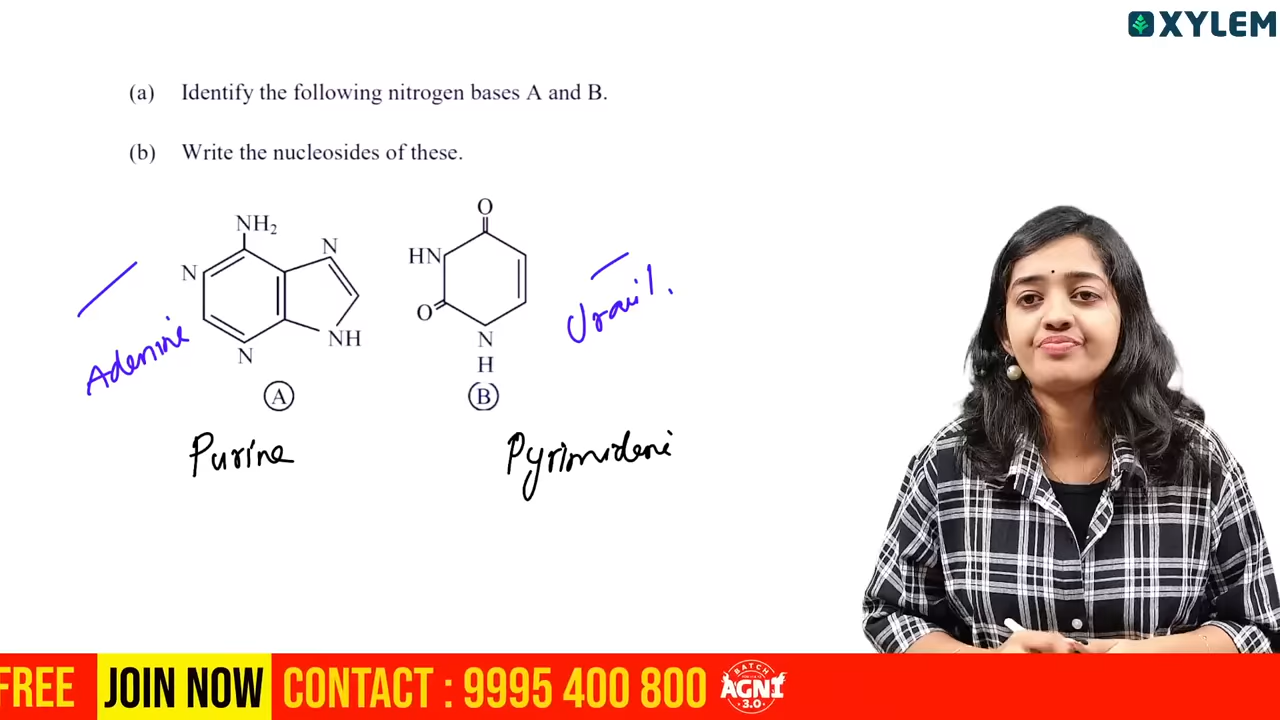 XYLEM
(a) Identify the following nitrogen bases A and B.
(b) Write the nucleosides of these.
NH₂
N
N
N
NH
A
O
HN
O
N
H
B
Adenine
Uracil.
Purine
Pyrimideni
FREE JOIN NOW CONTACT : 9995 400 800
BATCH
AGNI
3.0